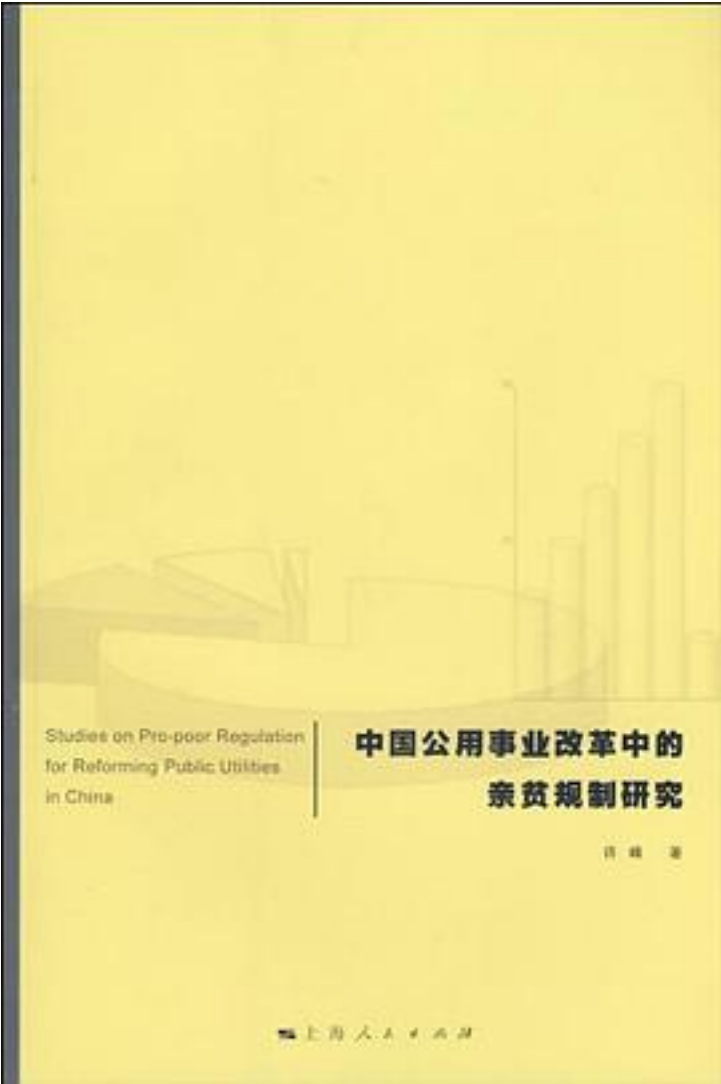 Studies on Pro-poor Regulation
for Reforming Public Utilities
in China
中国公用事业改革中的
亲贫规制研究
许 峰 著
上海人民出版社